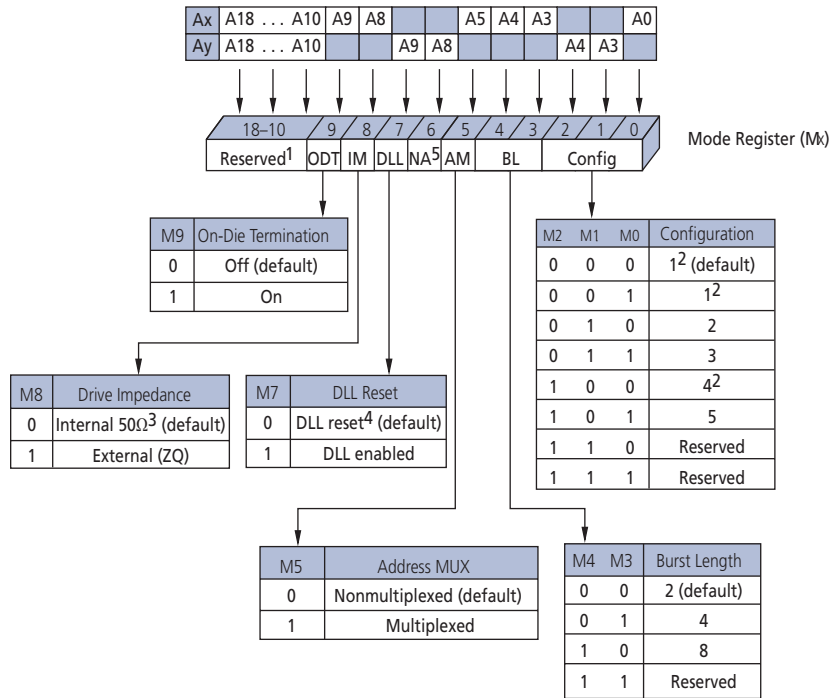 Ax A18 . . . A10 A9 A8 A5 A4 A3 A0
Ay A18 . . . A10 A9 A8 A4 A3
18–10 9 8 7 6 5 4 3 2 1 0
Mode Register (Mx)
Reserved1 ODT IM DLL NA5 AM BL Config
M9 On-Die Termination
0 Off (default)
1 On
M2 M1 M0 Configuration
0 0 0 12 (default)
0 0 1 12
0 1 0 2
0 1 1 3
1 0 0 42
1 0 1 5
1 1 0 Reserved
1 1 1 Reserved
M8 Drive Impedance
0 Internal 50Ω3 (default)
1 External (ZQ)
M7 DLL Reset
0 DLL reset4 (default)
1 DLL enabled
M5 Address MUX
0 Nonmultiplexed (default)
1 Multiplexed
M4 M3 Burst Length
0 0 2 (default)
0 1 4
1 0 8
1 1 Reserved